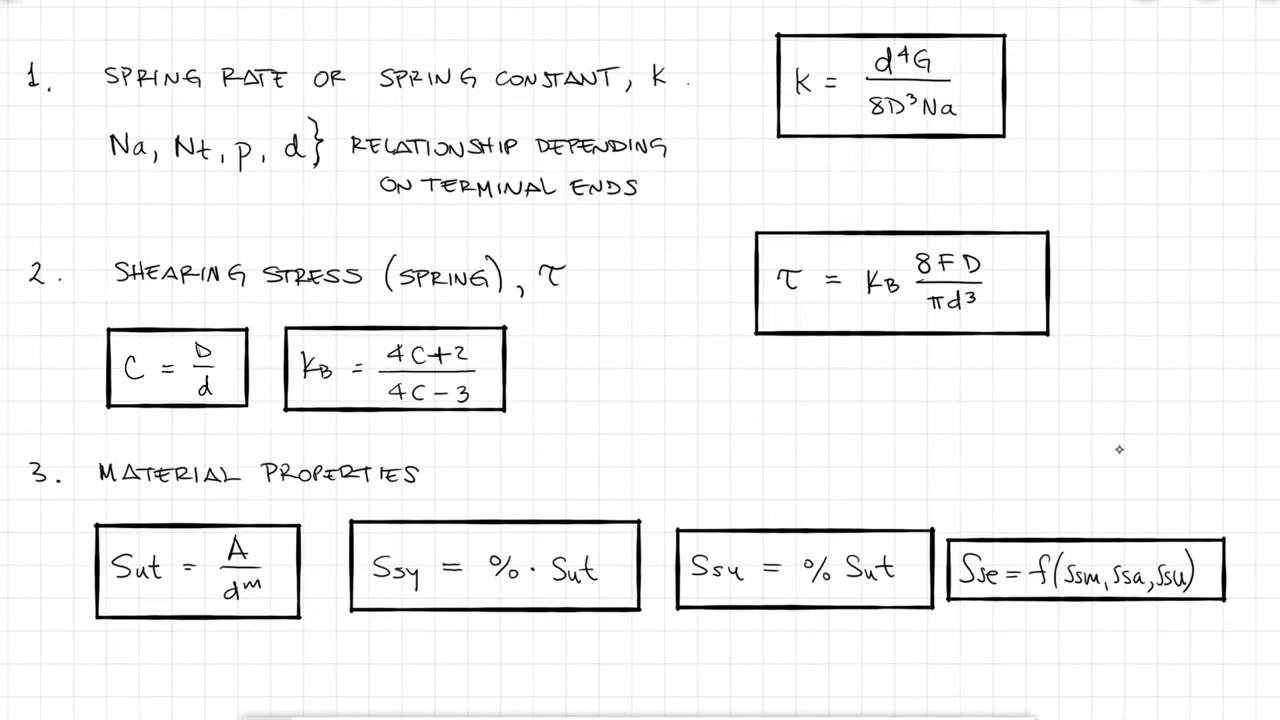 1. SPRING RATE OR SPRING CONSTANT, K.
K = d⁴G / 8D³Na
Na, Nt, p, d} RELATIONSHIP DEPENDING
ON TERMINAL ENDS
2. SHEARING STRESS (SPRING), τ
τ = KB 8FD / πd³
C = D / d
KB = 4C+2 / 4C-3
3. MATERIAL PROPERTIES
Sut = A / dᵐ
Ssy = % · Sut
Ssu = % Sut
Sse = f(Ssm, Ssa, Ssu)